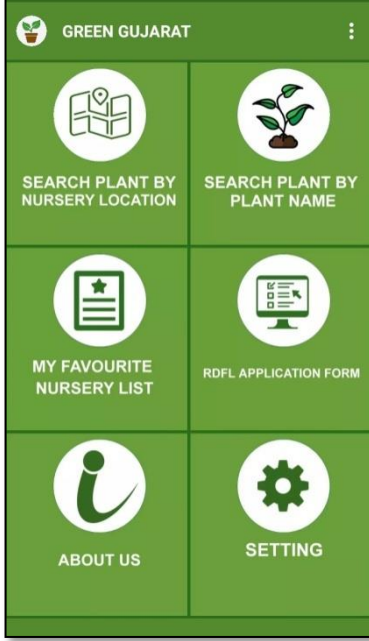 GREEN GUJARAT
SEARCH PLANT BY
NURSERY LOCATION
SEARCH PLANT BY
PLANT NAME
MY FAVOURITE
NURSERY LIST
RDFL APPLICATION FORM
ABOUT US
SETTING